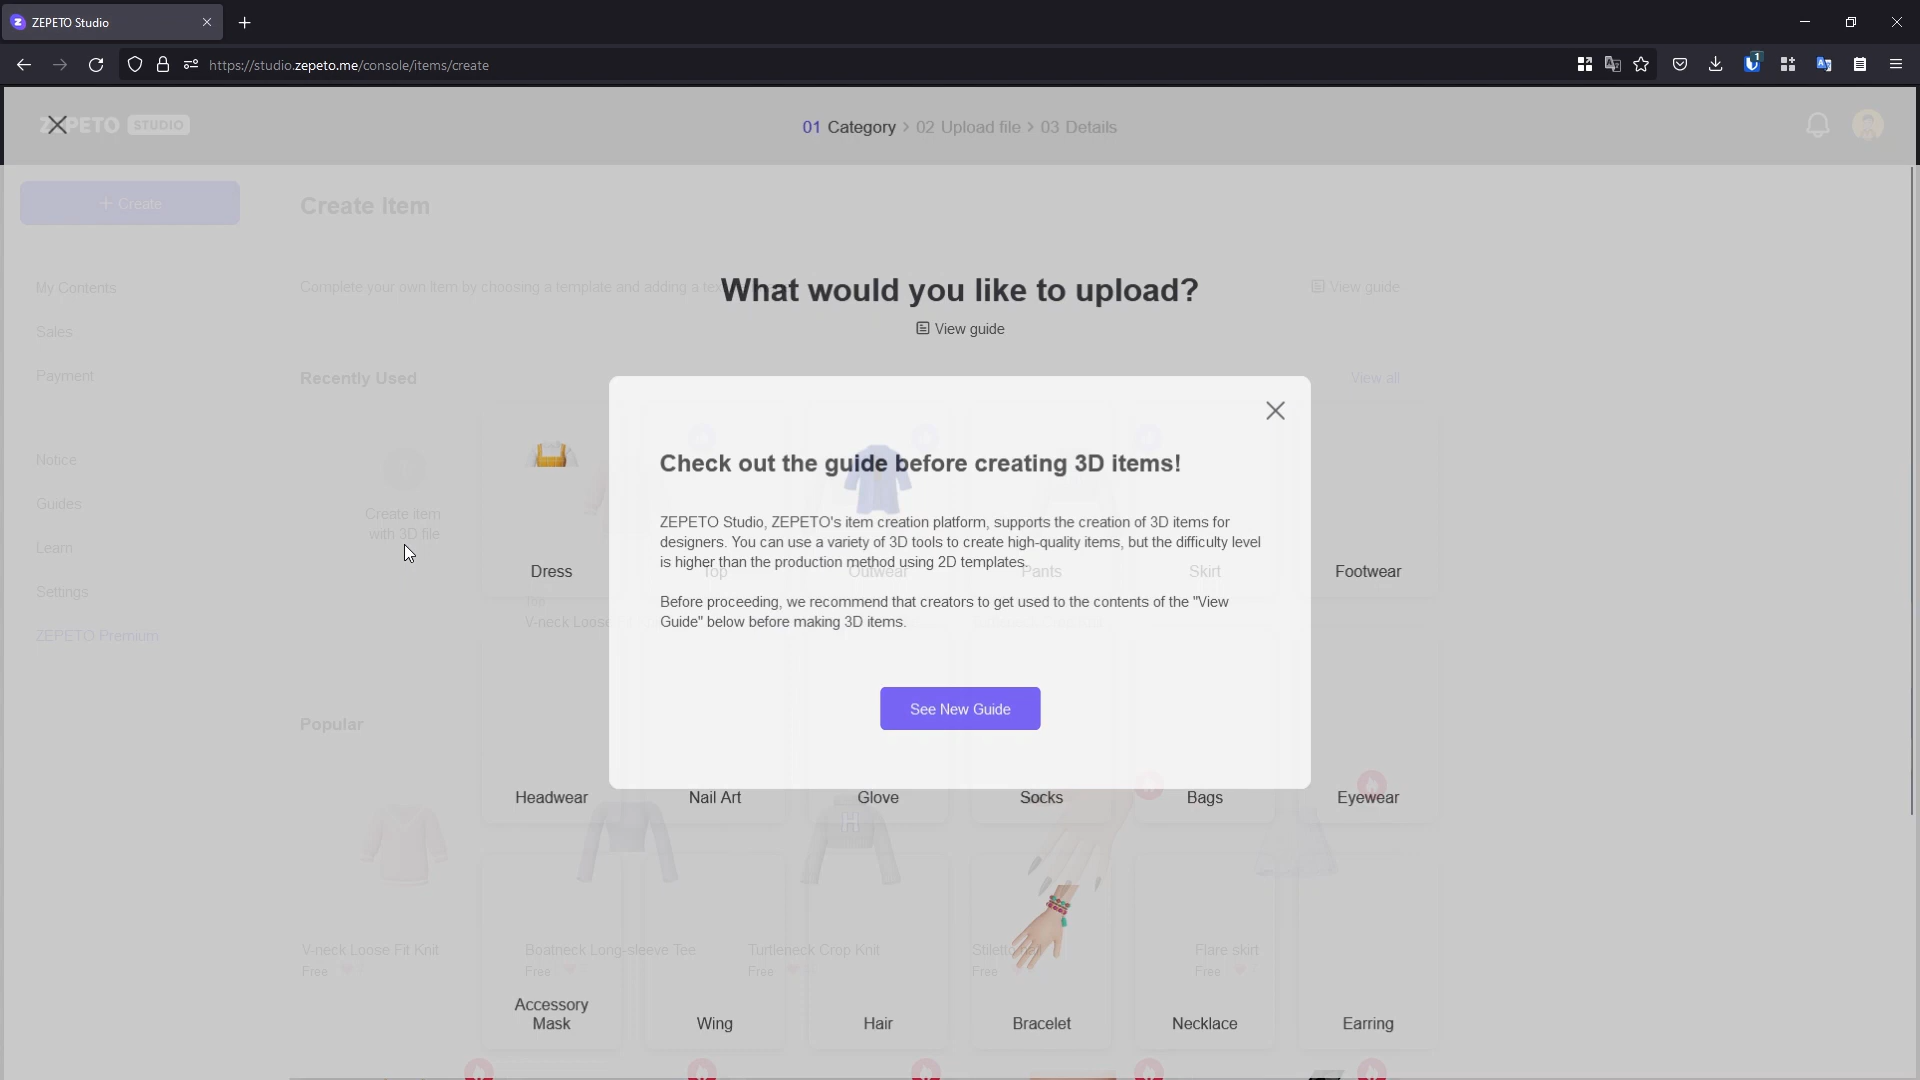 ZEPETO Studio
https://studio.zepeto.me/console/items/create
1
ZEPETO STUDIO
01 Category > 02 Upload file > 03 Details
+ Create
Create Item
My Contents
Sales
Payment
Notice
Guides
Learn
Settings
ZEPETO Premium
Complete your own Item by choosing a template and adding a
View guide
What would you like to upload?
View guide
Recently Used
View all
Create item
with 3D file
Check out the guide before creating 3D items!
ZEPETO Studio, ZEPETO's item creation platform, supports the creation of 3D items for
designers. You can use a variety of 3D tools to create high-quality items, but the difficulty level
is higher than the production method using 2D templates.
Before proceeding, we recommend that creators to get used to the contents of the "View
Guide" below before making 3D items.
See New Guide
Dress
Top
Outwear
Pants
Skirt
Footwear
Top
V-neck Loose
Popular
Headwear
Nail Art
Glove
Socks
Bags
Eyewear
H
V-neck Loose Fit Knit
Free
Boatneck Long-sleeve Tee
Free
Turtleneck Crop Knit
Free
Free
Flare skirt
Free
Accessory
Mask
Wing
Hair
Bracelet
Necklace
Earring